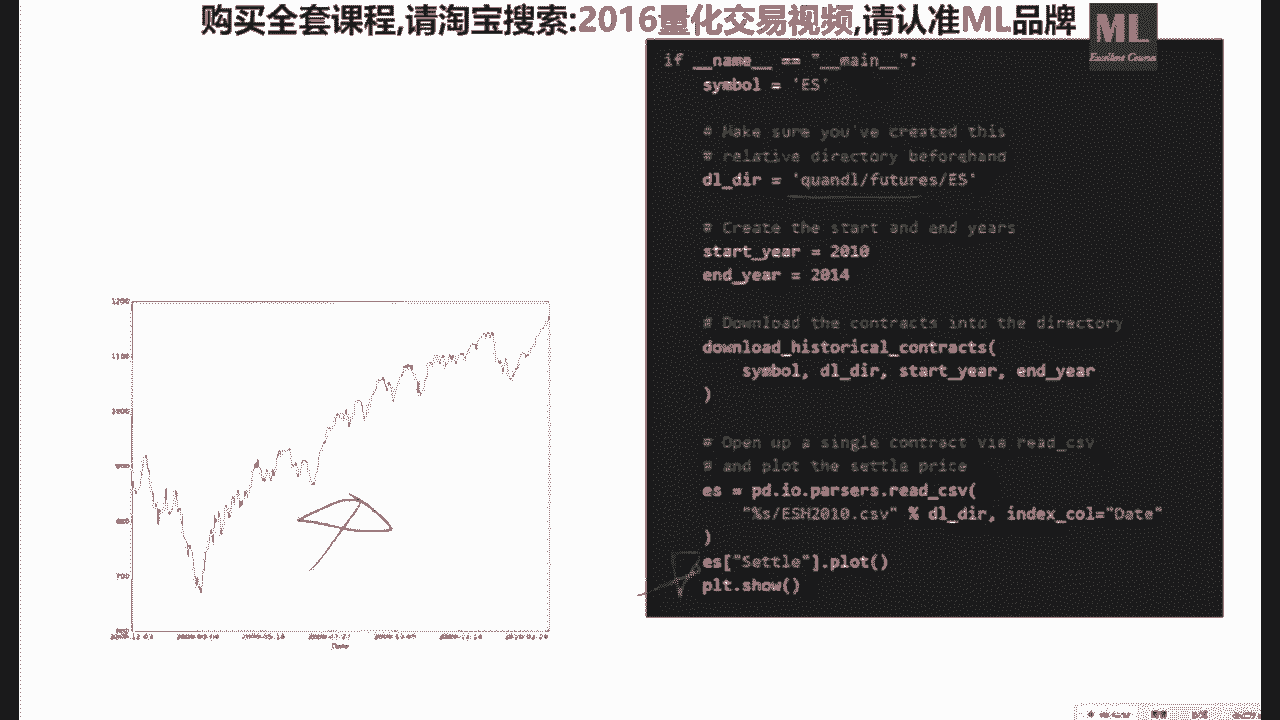 购买全套课程,请淘宝搜索:2016量化交易视频,请认准ML品牌
ML
if __name__ == "__main__":
symbol = 'ES'
# Make sure you've created this
# relative directory beforehand
dl_dir = 'quandl/futures/ES'
# Create the start and end years
start_year = 2010
end_year = 2014
# Download the contracts into the directory
download_historical_contracts(
symbol, dl_dir, start_year, end_year
)
# Open up a single contract via read_csv
# and plot the settle price
es = pd.io.parsers.read_csv(
"%s/ESH2010.csv" % dl_dir, index_col="Date"
)
es["Settle"].plot()
plt.show()
1200
1100
1000
900
800
700
Date